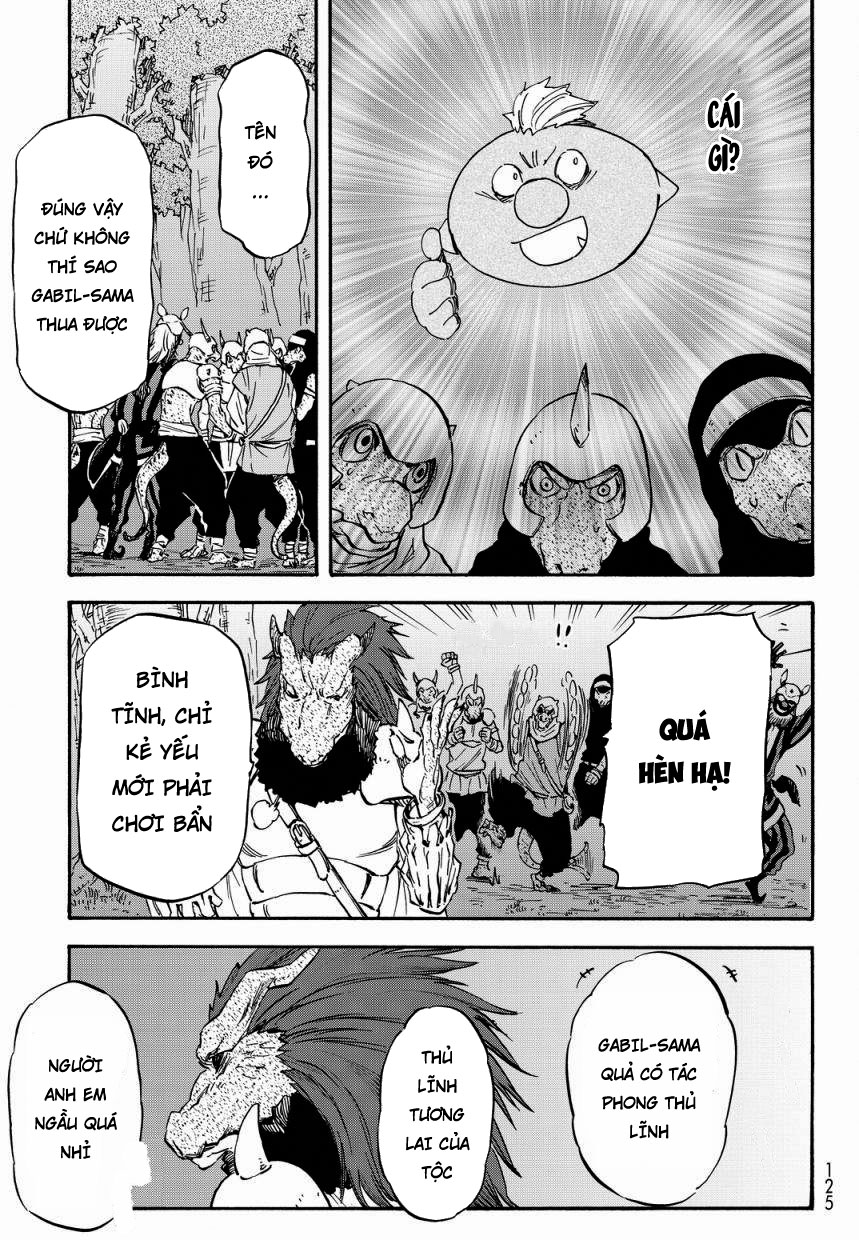 CÁI
GÌ?
TÊN
ĐÓ
...
ĐÚNG VẬY
CHỨ KHÔNG
THÍ SAO
GABIL-SAMA
THUA ĐƯỢC
!!
QUÁ
HÈN HẠ!
BÌNH
TĨNH, CHỈ
KẺ YẾU
MỚI PHẢI
CHƠI BẨN
GABIL-SAMA
QUẢ CÓ TÁC
PHONG THỦ
LĨNH
THỦ
LĨNH
TƯƠNG
LAI CỦA
TỘC
NGƯỜI
ANH EM
NGẦU QUÁ
NHỈ
125